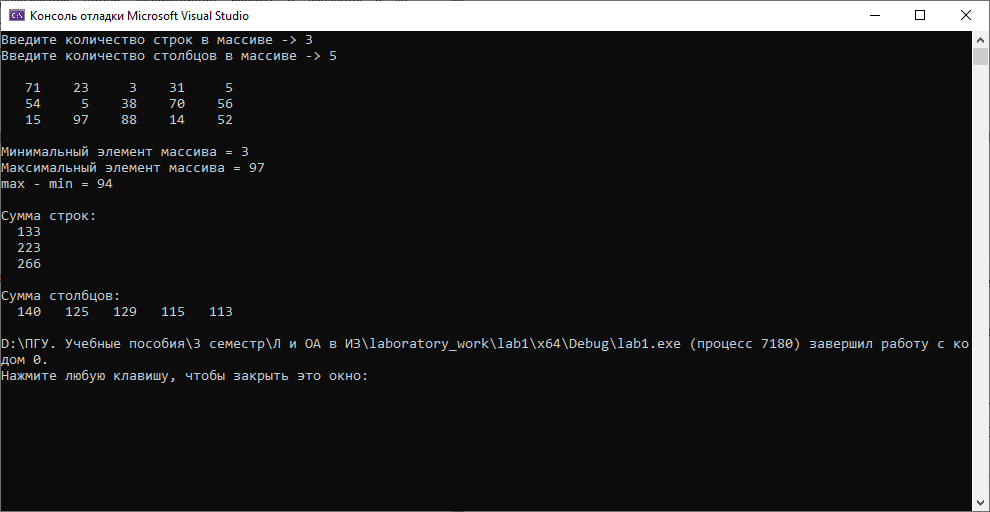 Консоль отладки Microsoft Visual Studio
Введите количество строк в массиве -> 3
Введите количество столбцов в массиве -> 5
71 23 3 31 5
54 5 38 70 56
15 97 88 14 52
Минимальный элемент массива = 3
Максимальный элемент массива = 97
max - min = 94
Сумма строк:
133
223
266
Сумма столбцов:
140 125 129 115 113
D:\ПГУ. Учебные пособия\3 семестр\Л и ОА в ИЗ\laboratory_work\lab1\x64\Debug\lab1.exe (процесс 7180) завершил работу с ко
дом 0.
Нажмите любую клавишу, чтобы закрыть это окно: